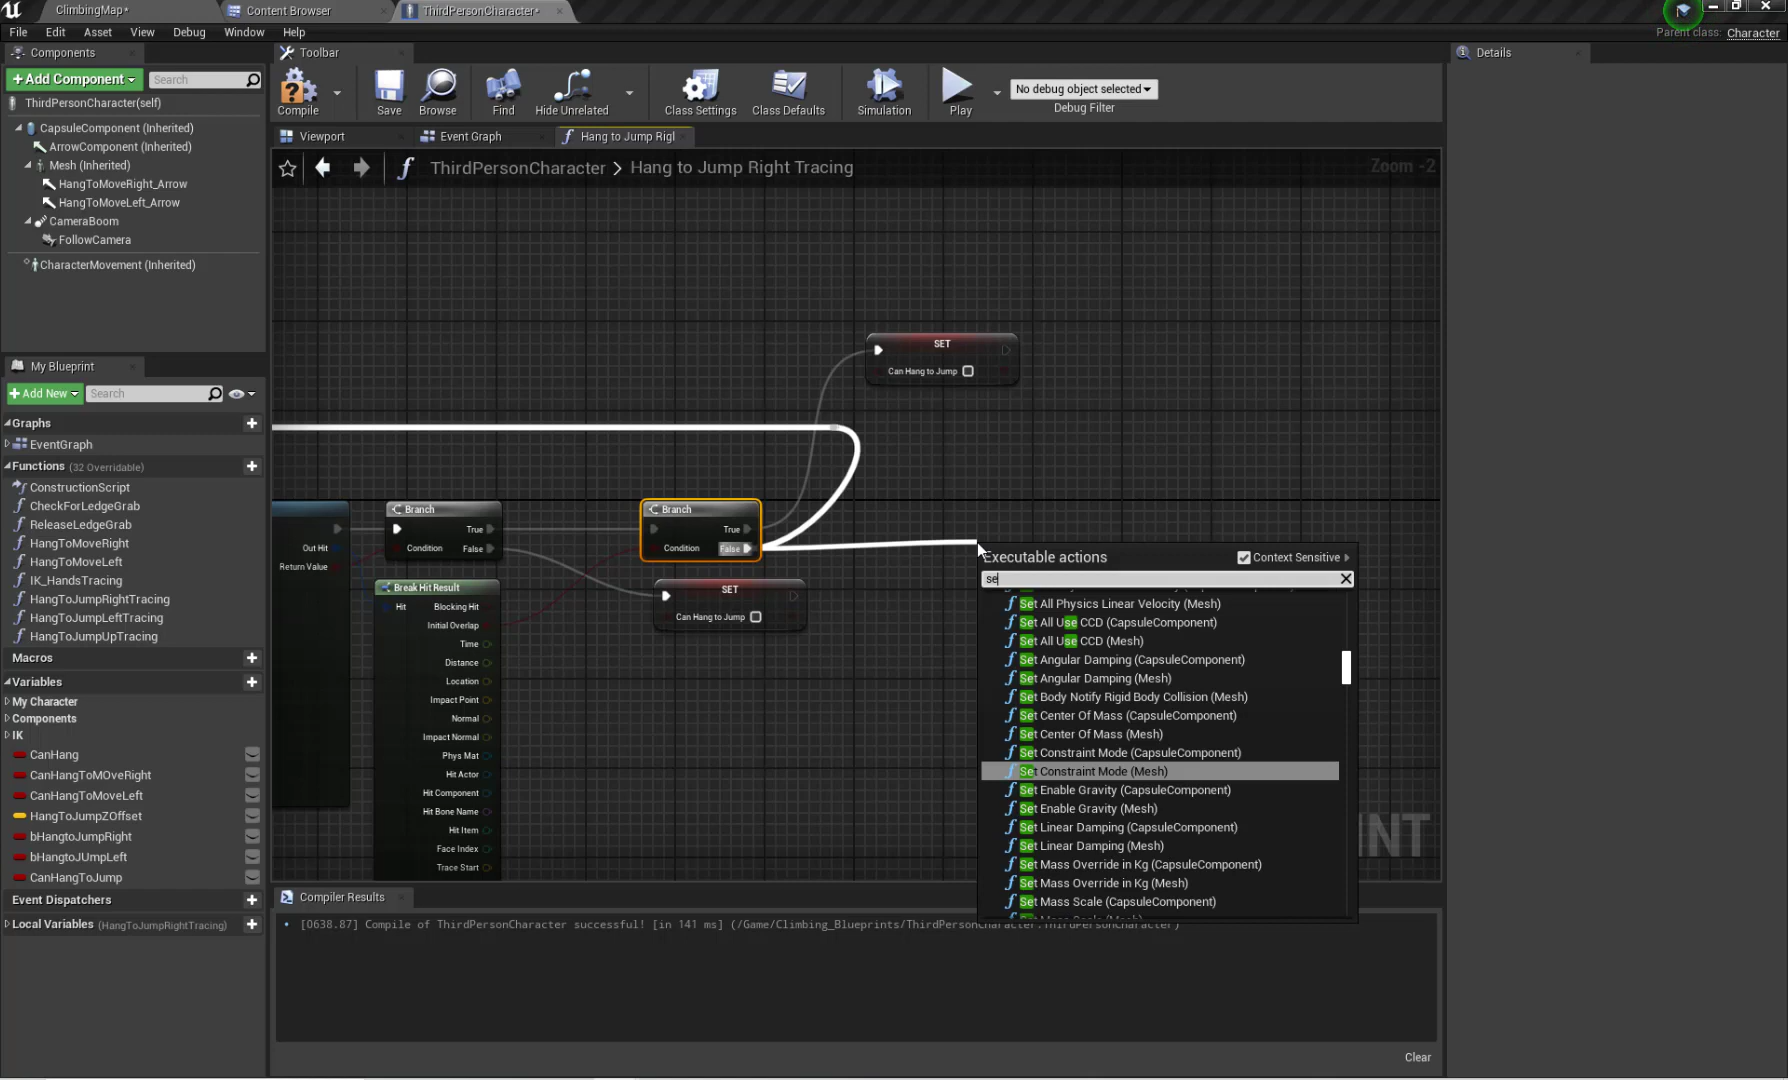 ClimbingMap*
Content Browser
ThirdPersonCharacter*
File Edit Asset View Debug Window Help
Parent class: Character
Components
Toolbar
Details
+Add Component
Search
ThirdPersonCharacter(self)
CapsuleComponent (Inherited)
ArrowComponent (Inherited)
Mesh (Inherited)
HangToMoveRight_Arrow
HangToMoveLeft_Arrow
CameraBoom
FollowCamera
CharacterMovement (Inherited)
Compile
Save
Browse
Find
Hide Unrelated
Class Settings
Class Defaults
Simulation
Play
No debug object selected
Debug Filter
Viewport
Event Graph
Hang to Jump Rigl
ThirdPersonCharacter > Hang to Jump Right Tracing
Zoom -2
My Blueprint
+Add New
Search
Graphs
EventGraph
Functions (32 Overridable)
ConstructionScript
CheckForLedgeGrab
ReleaseLedgeGrab
HangToMoveRight
HangToMoveLeft
IK_HandsTracing
HangToJumpRightTracing
HangToJumpLeftTracing
HangToJumpUpTracing
Macros
Variables
My Character
Components
IK
CanHang
CanHangToMOveRight
CanHangToMoveLeft
HangToJumpZOffset
bHangtoJumpRight
bHangtoJUmpLeft
CanHangToJump
Event Dispatchers
Local Variables (HangToJumpRightTracing)
SET
Can Hang to Jump
Out Hit
Return Value
Branch
True
Condition
False
Branch
True
Condition
False
SET
Can Hang to Jump
Break Hit Result
Hit
Blocking Hit
Initial Overlap
Time
Distance
Location
Impact Point
Normal
Impact Normal
Phys Mat
Hit Actor
Hit Component
Hit Bone Name
Hit Item
Face Index
Trace Start
Executable actions
Context Sensitive
se
Set All Physics Linear Velocity (Mesh)
Set All Use CCD (CapsuleComponent)
Set All Use CCD (Mesh)
Set Angular Damping (CapsuleComponent)
Set Angular Damping (Mesh)
Set Body Notify Rigid Body Collision (Mesh)
Set Center Of Mass (CapsuleComponent)
Set Center Of Mass (Mesh)
Set Constraint Mode (CapsuleComponent)
Set Constraint Mode (Mesh)
Set Enable Gravity (CapsuleComponent)
Set Enable Gravity (Mesh)
Set Linear Damping (CapsuleComponent)
Set Linear Damping (Mesh)
Set Mass Override in Kg (CapsuleComponent)
Set Mass Override in Kg (Mesh)
Set Mass Scale (CapsuleComponent)
INT
Compiler Results
[0638.87] Compile of ThirdPersonCharacter successful! [in 141 ms] (/Game/Climbing_Blueprints/ThirdPersonCharacter.ThirdPersonCharacter)
Clear